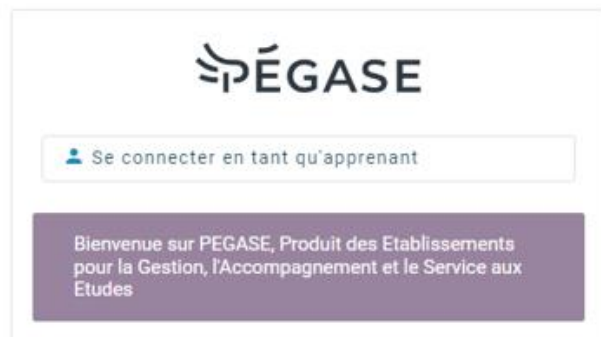 PÉGASE
Se connecter en tant qu'apprenant
Bienvenue sur PEGASE, Produit des Etablissements
pour la Gestion, l'Accompagnement et le Service aux
Etudes